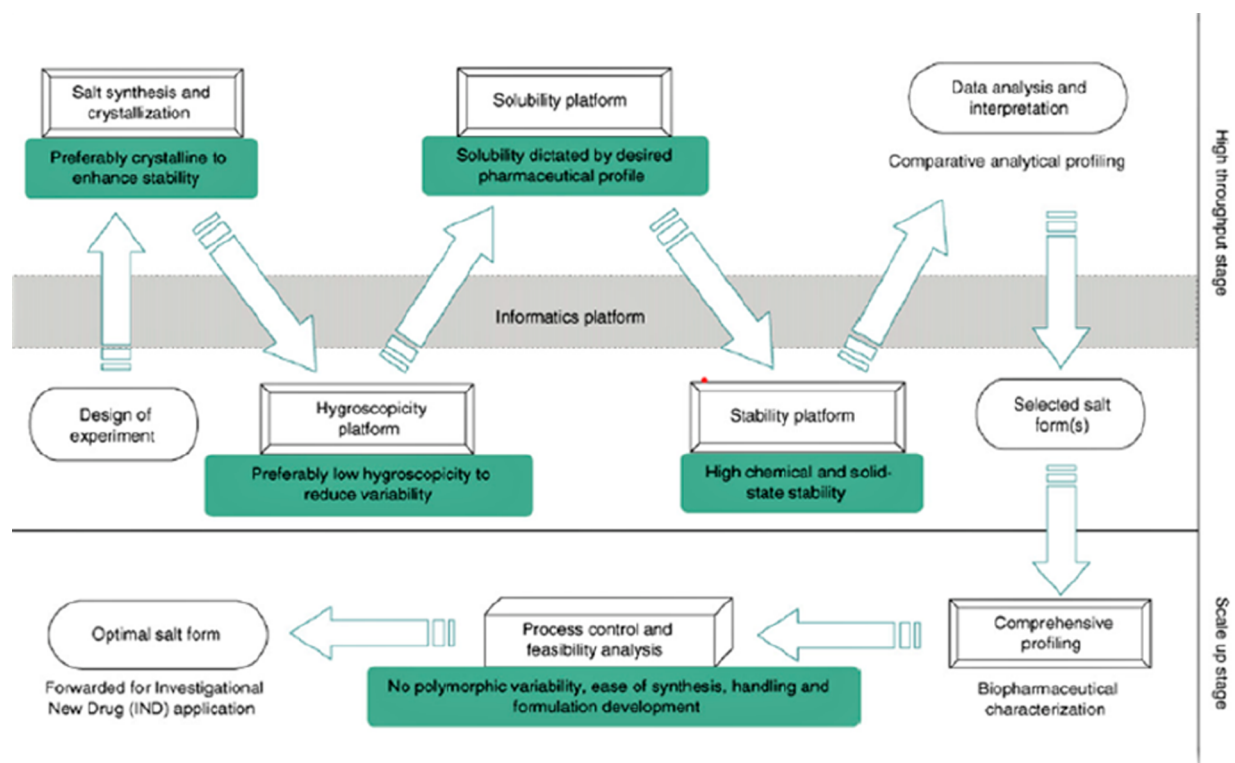 Salt synthesis and
crystallization
Preferably crystalline to
enhance stability
Solubility platform
Solubility dictated by desired
pharmaceutical profile
Data analysis and
interpretation
Comparative analytical profiling
High throughput stage
Informatics platform
Design of
experiment
Hygroscopicity
platform
Preferably low hygroscopicity to
reduce variability
Stability platform
High chemical and solid-
state stability
Selected salt
form(s)
Optimal salt form
Forwarded for Investigational
New Drug (IND) application
Process control and
feasibility analysis
No polymorphic variability, ease of synthesis, handling and
formulation development
Comprehensive
profiling
Biopharmaceutical
characterization
Scale up stage